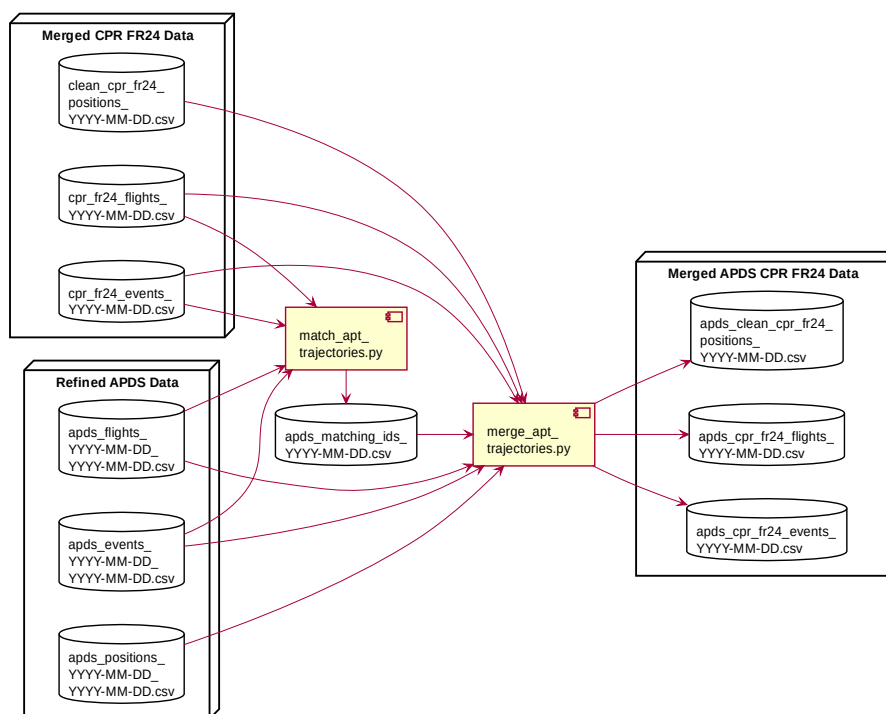 Merged CPR FR24 Data
clean_cpr_fr24_
positions_
YYYY-MM-DD.csv
cpr_fr24_flights_
YYYY-MM-DD.csv
cpr_fr24_events_
YYYY-MM-DD.csv
match_apt_
trajectories.py
Refined APDS Data
apds_flights_
YYYY-MM-DD_
YYYY-MM-DD.csv
apds_events_
YYYY-MM-DD_
YYYY-MM-DD.csv
apds_positions_
YYYY-MM-DD_
YYYY-MM-DD.csv
apds_matching_ids_
YYYY-MM-DD.csv
merge_apt_
trajectories.py
Merged APDS CPR FR24 Data
apds_clean_cpr_fr24_
positions_
YYYY-MM-DD.csv
apds_cpr_fr24_flights_
YYYY-MM-DD.csv
apds_cpr_fr24_events_
YYYY-MM-DD.csv